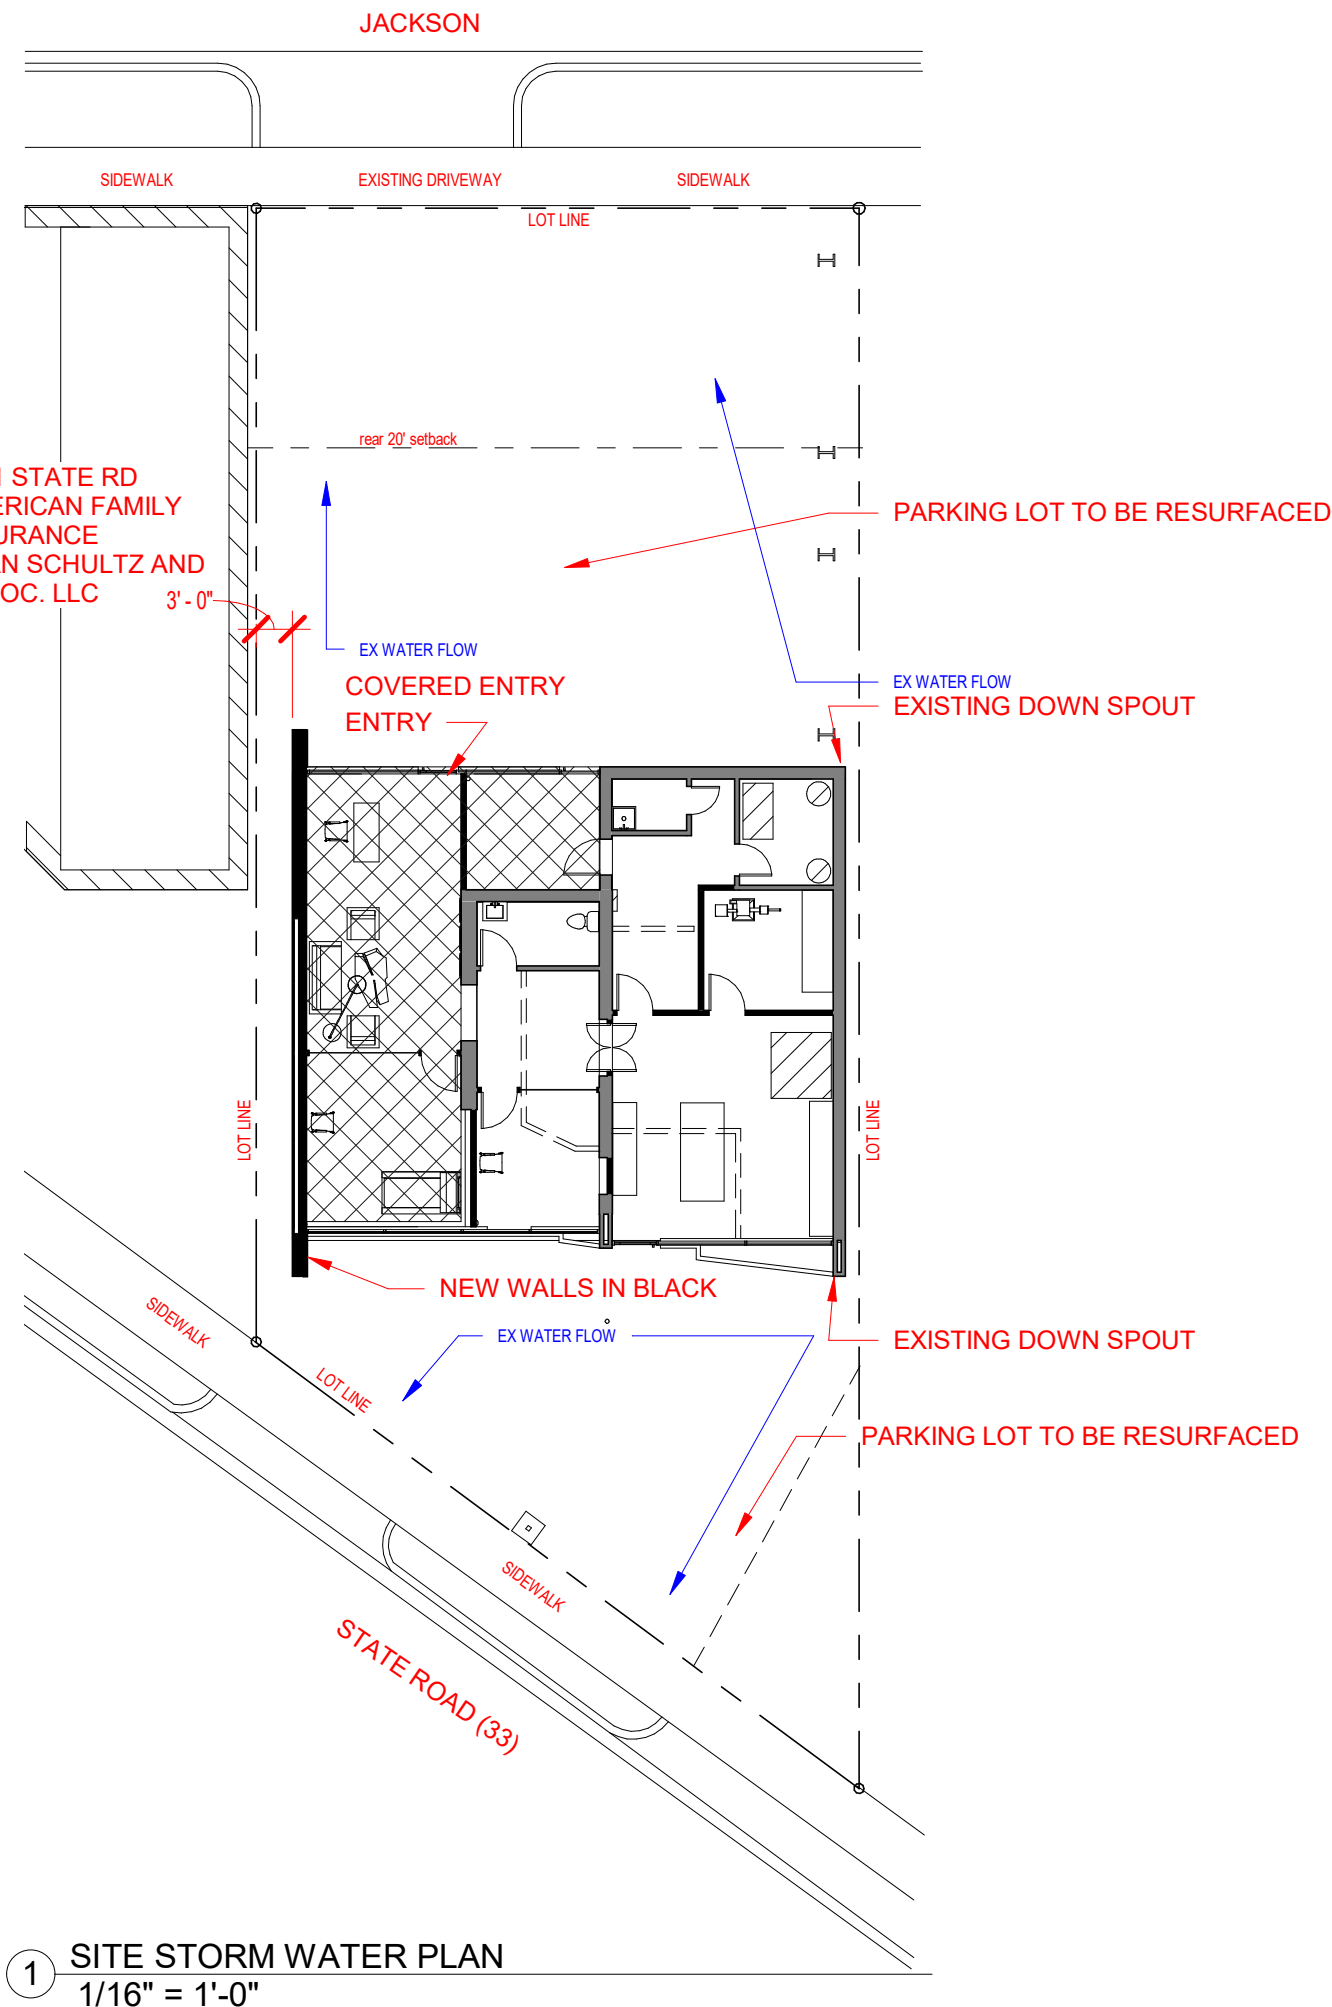 JACKSON
SIDEWALK
EXISTING DRIVEWAY
SIDEWALK
LOT LINE
rear 20' setback
STATE RD
FAMILY
SCHULTZ AND
LLC
3' - 0"
PARKING LOT TO BE RESURFACED
EX WATER FLOW
COVERED ENTRY
ENTRY
EX WATER FLOW
EXISTING DOWN SPOUT
LOT LINE
LOT LINE
NEW WALLS IN BLACK
SIDEWALK
EX WATER FLOW
EXISTING DOWN SPOUT
LOT LINE
PARKING LOT TO BE RESURFACED
SIDEWALK
STATE ROAD (33)
1
SITE STORM WATER PLAN
1/16" = 1'-0"